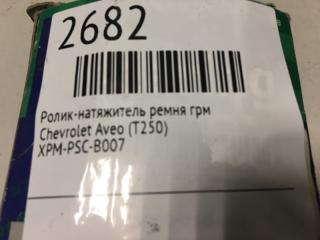 2682
Ролик-натяжитель ремня грм
Chevrolet Aveo (T250)
XPM-PSC-B007